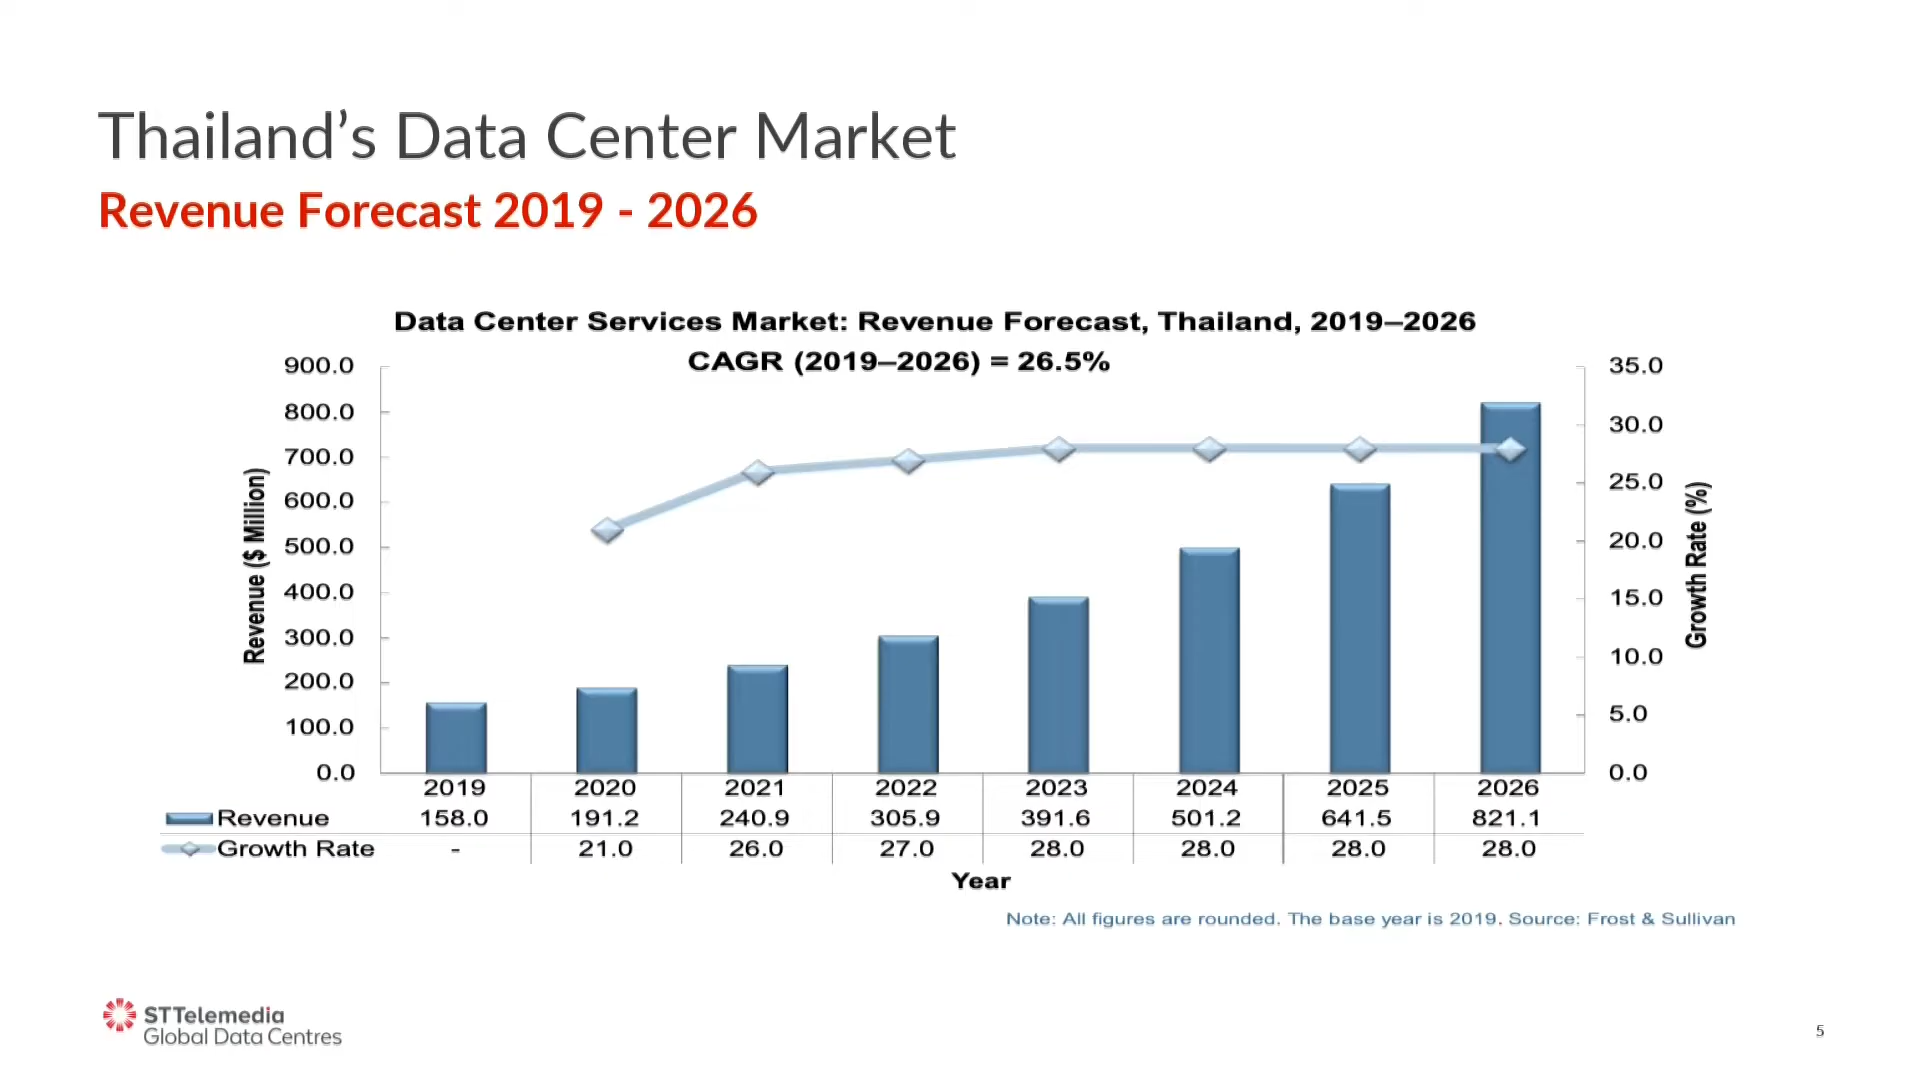 Thailand’s Data Center Market
Revenue Forecast 2019 - 2026
Data Center Services Market: Revenue Forecast, Thailand, 2019–2026
CAGR (2019–2026) = 26.5%
900.0
800.0
700.0
600.0
500.0
400.0
300.0
200.0
100.0
0.0
Revenue ($ Million)
35.0
30.0
25.0
20.0
15.0
10.0
5.0
0.0
Growth Rate (%)
2019 2020 2021 2022 2023 2024 2025 2026
Revenue 158.0 191.2 240.9 305.9 391.6 501.2 641.5 821.1
Growth Rate - 21.0 26.0 27.0 28.0 28.0 28.0 28.0
Year
Note: All figures are rounded. The base year is 2019. Source: Frost & Sullivan
STTelemedia
Global Data Centres
5